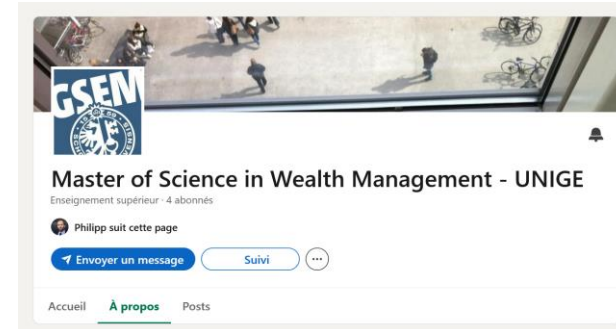 GSEM
Master of Science in Wealth Management - UNIGE
Enseignement supérieur · 4 abonnés
Philipp suit cette page
Envoyer un message
Suivi
Accueil
À propos
Posts